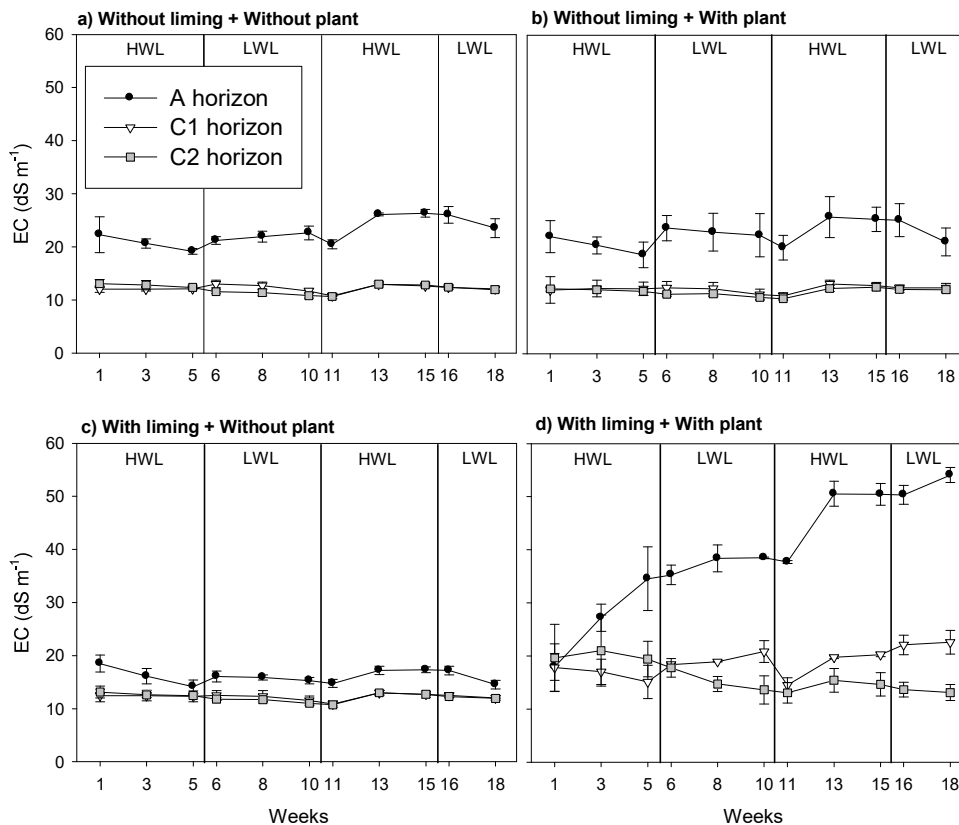 a) Without liming + Without plant
b) Without liming + With plant
60
HWL
LWL
HWL
LWL
HWL
LWL
HWL
LWL
50
A horizon
40
C1 horizon
C2 horizon
30
EC (dS m⁻¹)
20
10
0
1 3 5 6 8 10 11 13 15 16 18
1 3 5 6 8 10 11 13 15 16 18
c) With liming + Without plant
d) With liming + With plant
60
HWL
LWL
HWL
LWL
HWL
LWL
HWL
LWL
50
40
30
EC (dS m⁻¹)
20
10
0
1 3 5 6 8 10 11 13 15 16 18
1 3 5 6 8 10 11 13 15 16 18
Weeks
Weeks